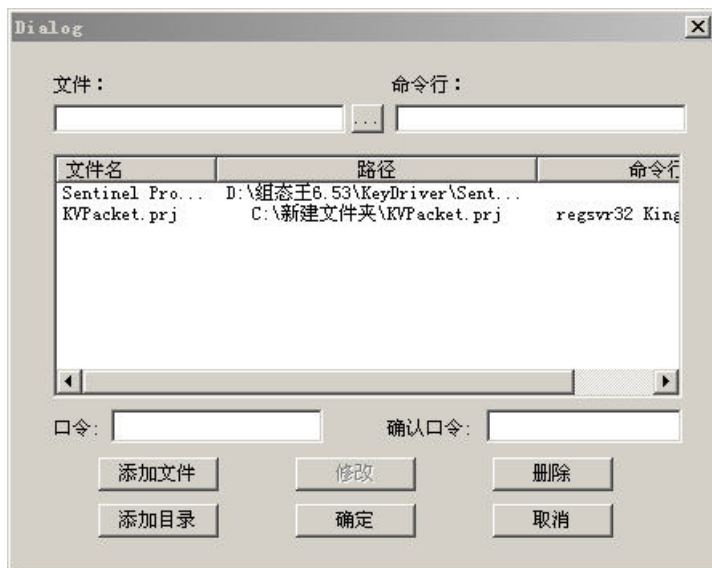 Dialog
文件： 命令行：
...
文件名 路径 命令行
Sentinel Pro... D:\组态王6.53\KeyDriver\Sent...
KVPacket.prj C:\新建文件夹\KVPacket.prj regsvr32 King
口令: 确认口令:
添加文件 修改 删除
添加目录 确定 取消